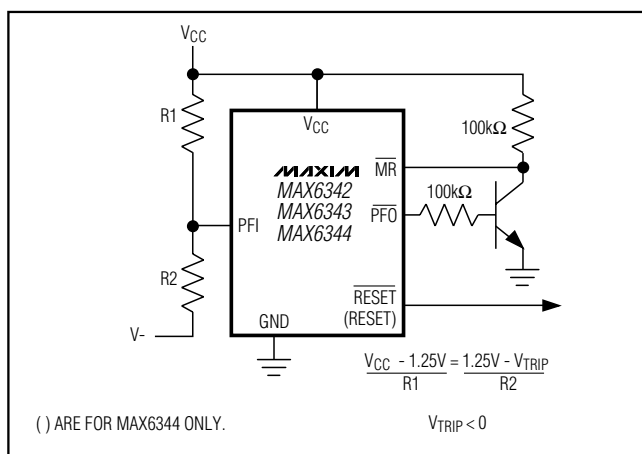 VCC
R1
VCC
100kΩ
MAXIM
MAX6342
MAX6343
MAX6344
MR
100kΩ
PFI
PFO
R2
RESET
(RESET)
V-
GND
VCC - 1.25V = 1.25V - VTRIP
R1 R2
( ) ARE FOR MAX6344 ONLY.
VTRIP < 0